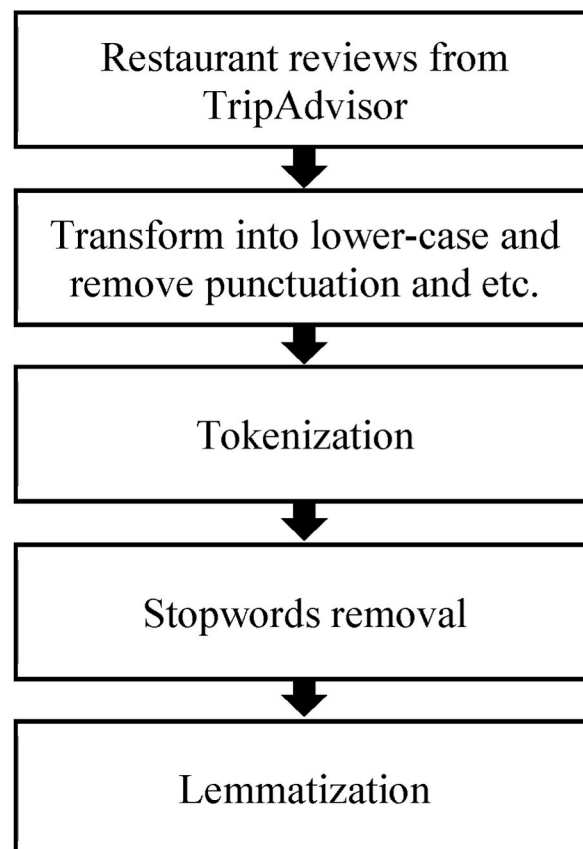 Restaurant reviews from
TripAdvisor
Transform into lower-case and
remove punctuation and etc.
Tokenization
Stopwords removal
Lemmatization